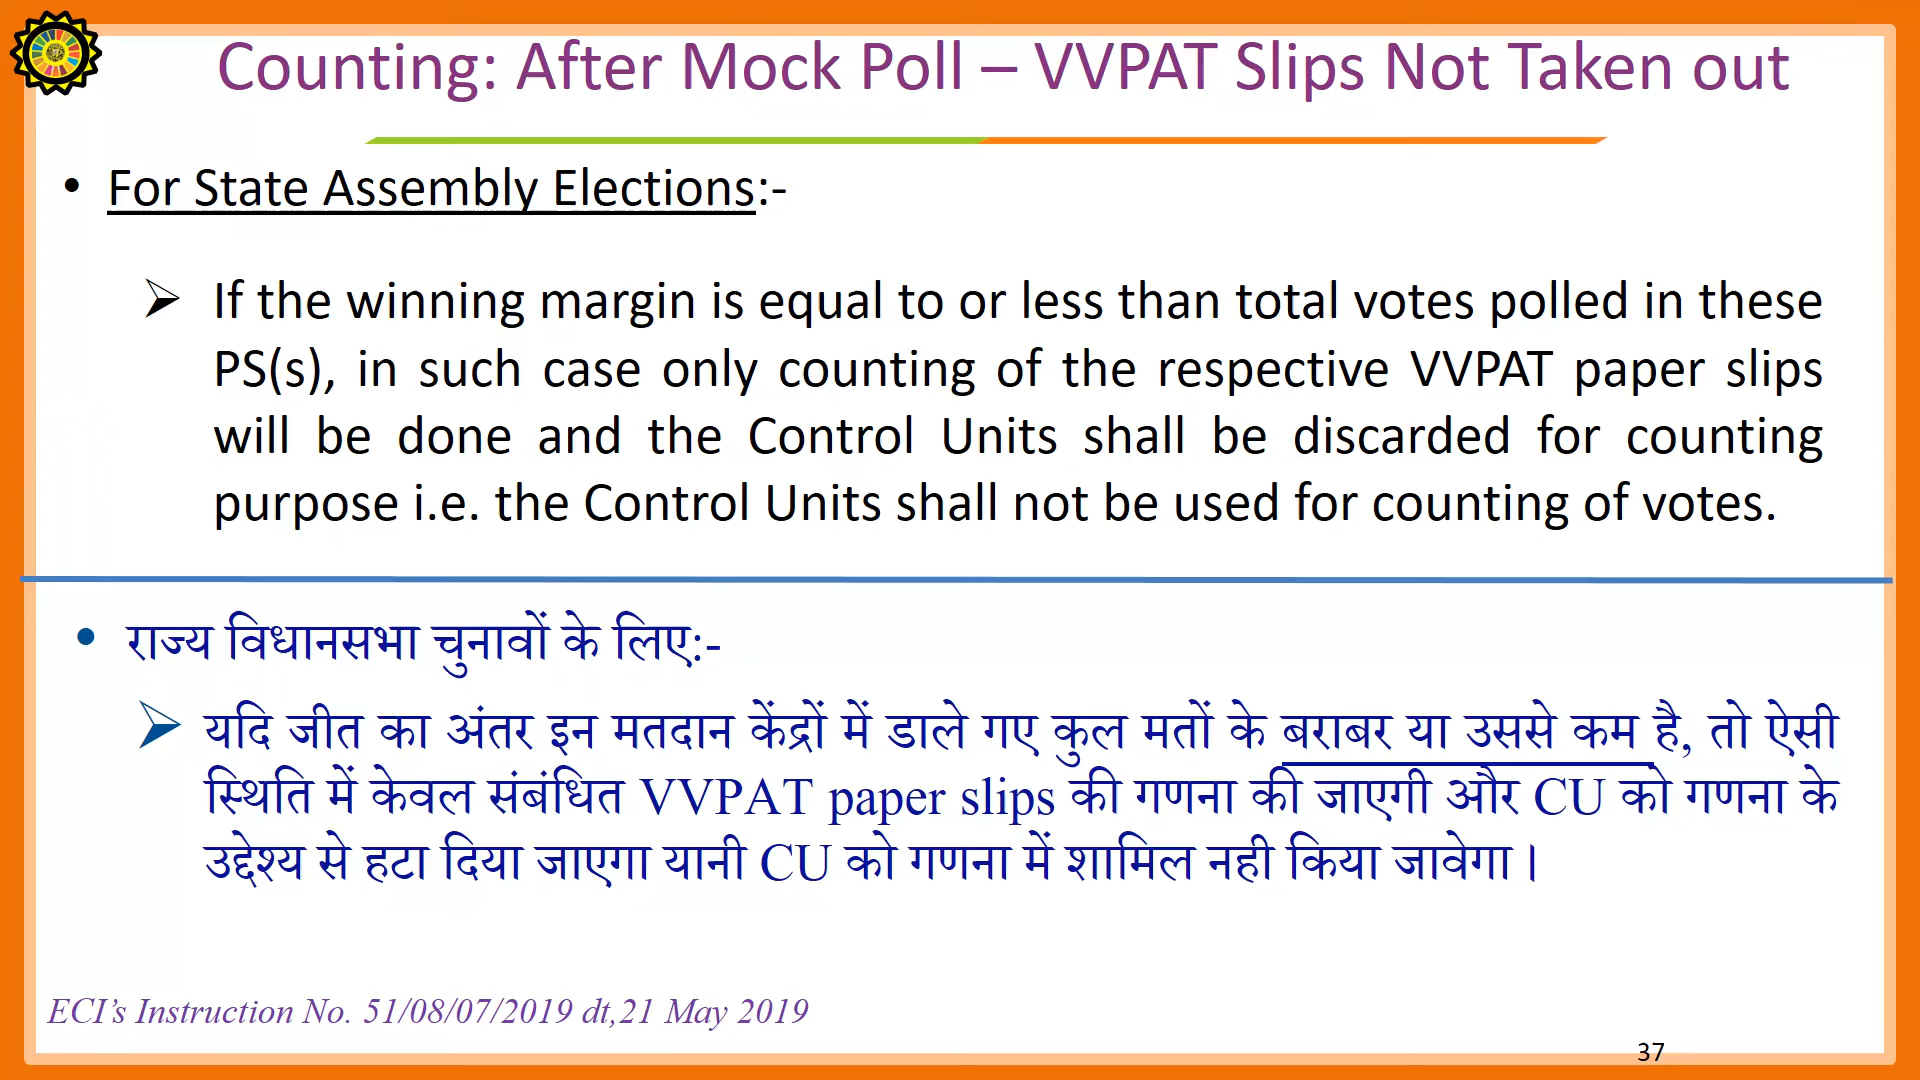 Counting: After Mock Poll – VVPAT Slips Not Taken out
• For State Assembly Elections:-
➢ If the winning margin is equal to or less than total votes polled in these
PS(s), in such case only counting of the respective VVPAT paper slips
will be done and the Control Units shall be discarded for counting
purpose i.e. the Control Units shall not be used for counting of votes.
• राज्य विधानसभा चुनावों के लिए:-
➢ यदि जीत का अंतर इन मतदान केंद्रों में डाले गए कुल मतों के बराबर या उससे कम है, तो ऐसी
स्थिति में केवल संबंधित VVPAT paper slips की गणना की जाएगी और CU को गणना के
उद्देश्य से हटा दिया जाएगा यानी CU को गणना में शामिल नही किया जावेगा।
ECI’s Instruction No. 51/08/07/2019 dt,21 May 2019
37